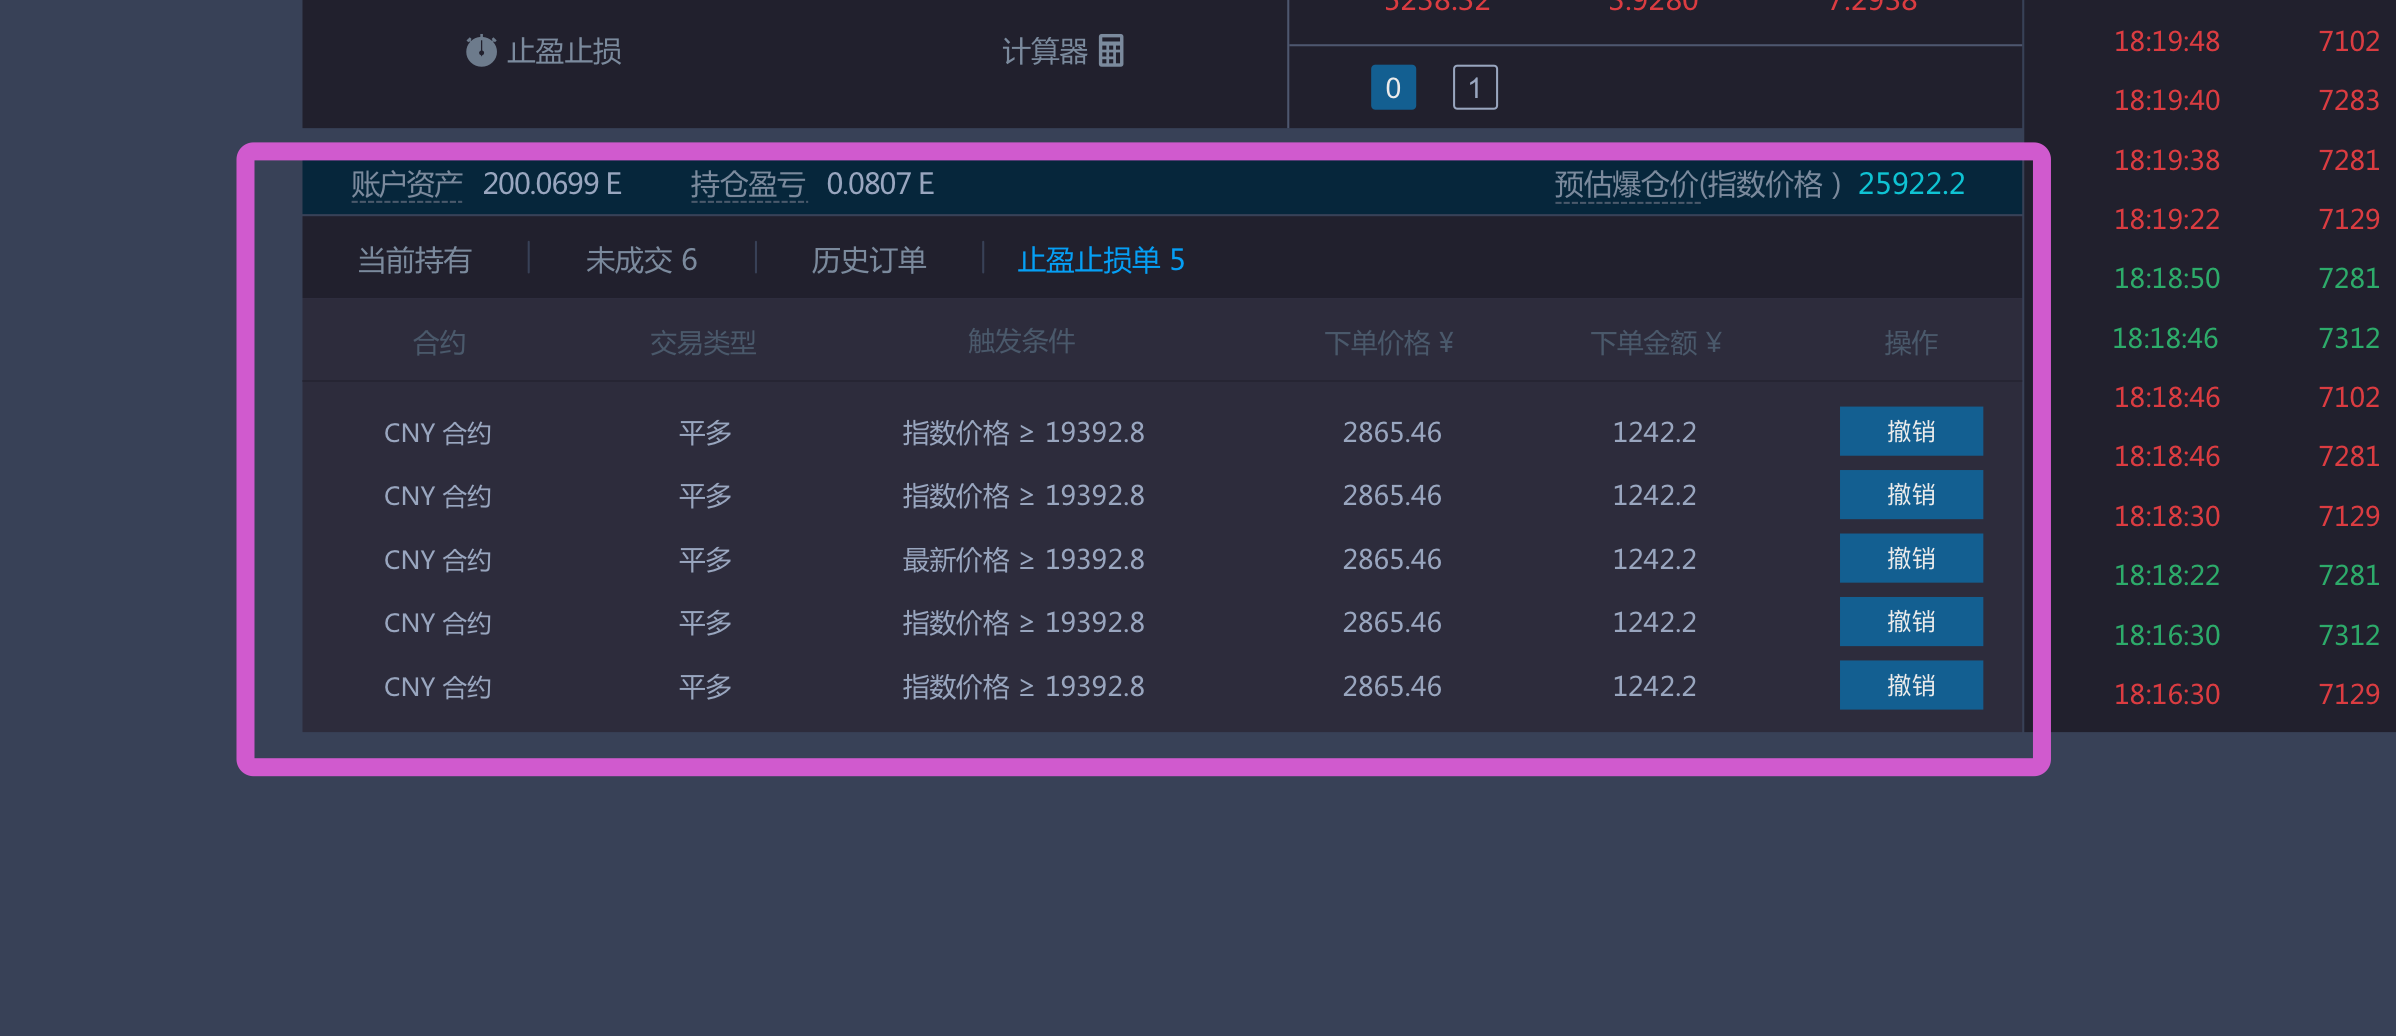 止盈止损 计算器
5238.32 3.9280 7.2938
0 1
账户资产 200.0699 E 持仓盈亏 0.0807 E 预估爆仓价(指数价格 ) 25922.2
当前持有 未成交 6 历史订单 止盈止损单 5
合约 交易类型 触发条件 下单价格 ¥ 下单金额 ¥ 操作
CNY 合约 平多 指数价格 ≥ 19392.8 2865.46 1242.2 撤销
CNY 合约 平多 指数价格 ≥ 19392.8 2865.46 1242.2 撤销
CNY 合约 平多 最新价格 ≥ 19392.8 2865.46 1242.2 撤销
CNY 合约 平多 指数价格 ≥ 19392.8 2865.46 1242.2 撤销
CNY 合约 平多 指数价格 ≥ 19392.8 2865.46 1242.2 撤销
18:19:48 7102
18:19:40 7283
18:19:38 7281
18:19:22 7129
18:18:50 7281
18:18:46 7312
18:18:46 7102
18:18:46 7281
18:18:30 7129
18:18:22 7281
18:16:30 7312
18:16:30 7129